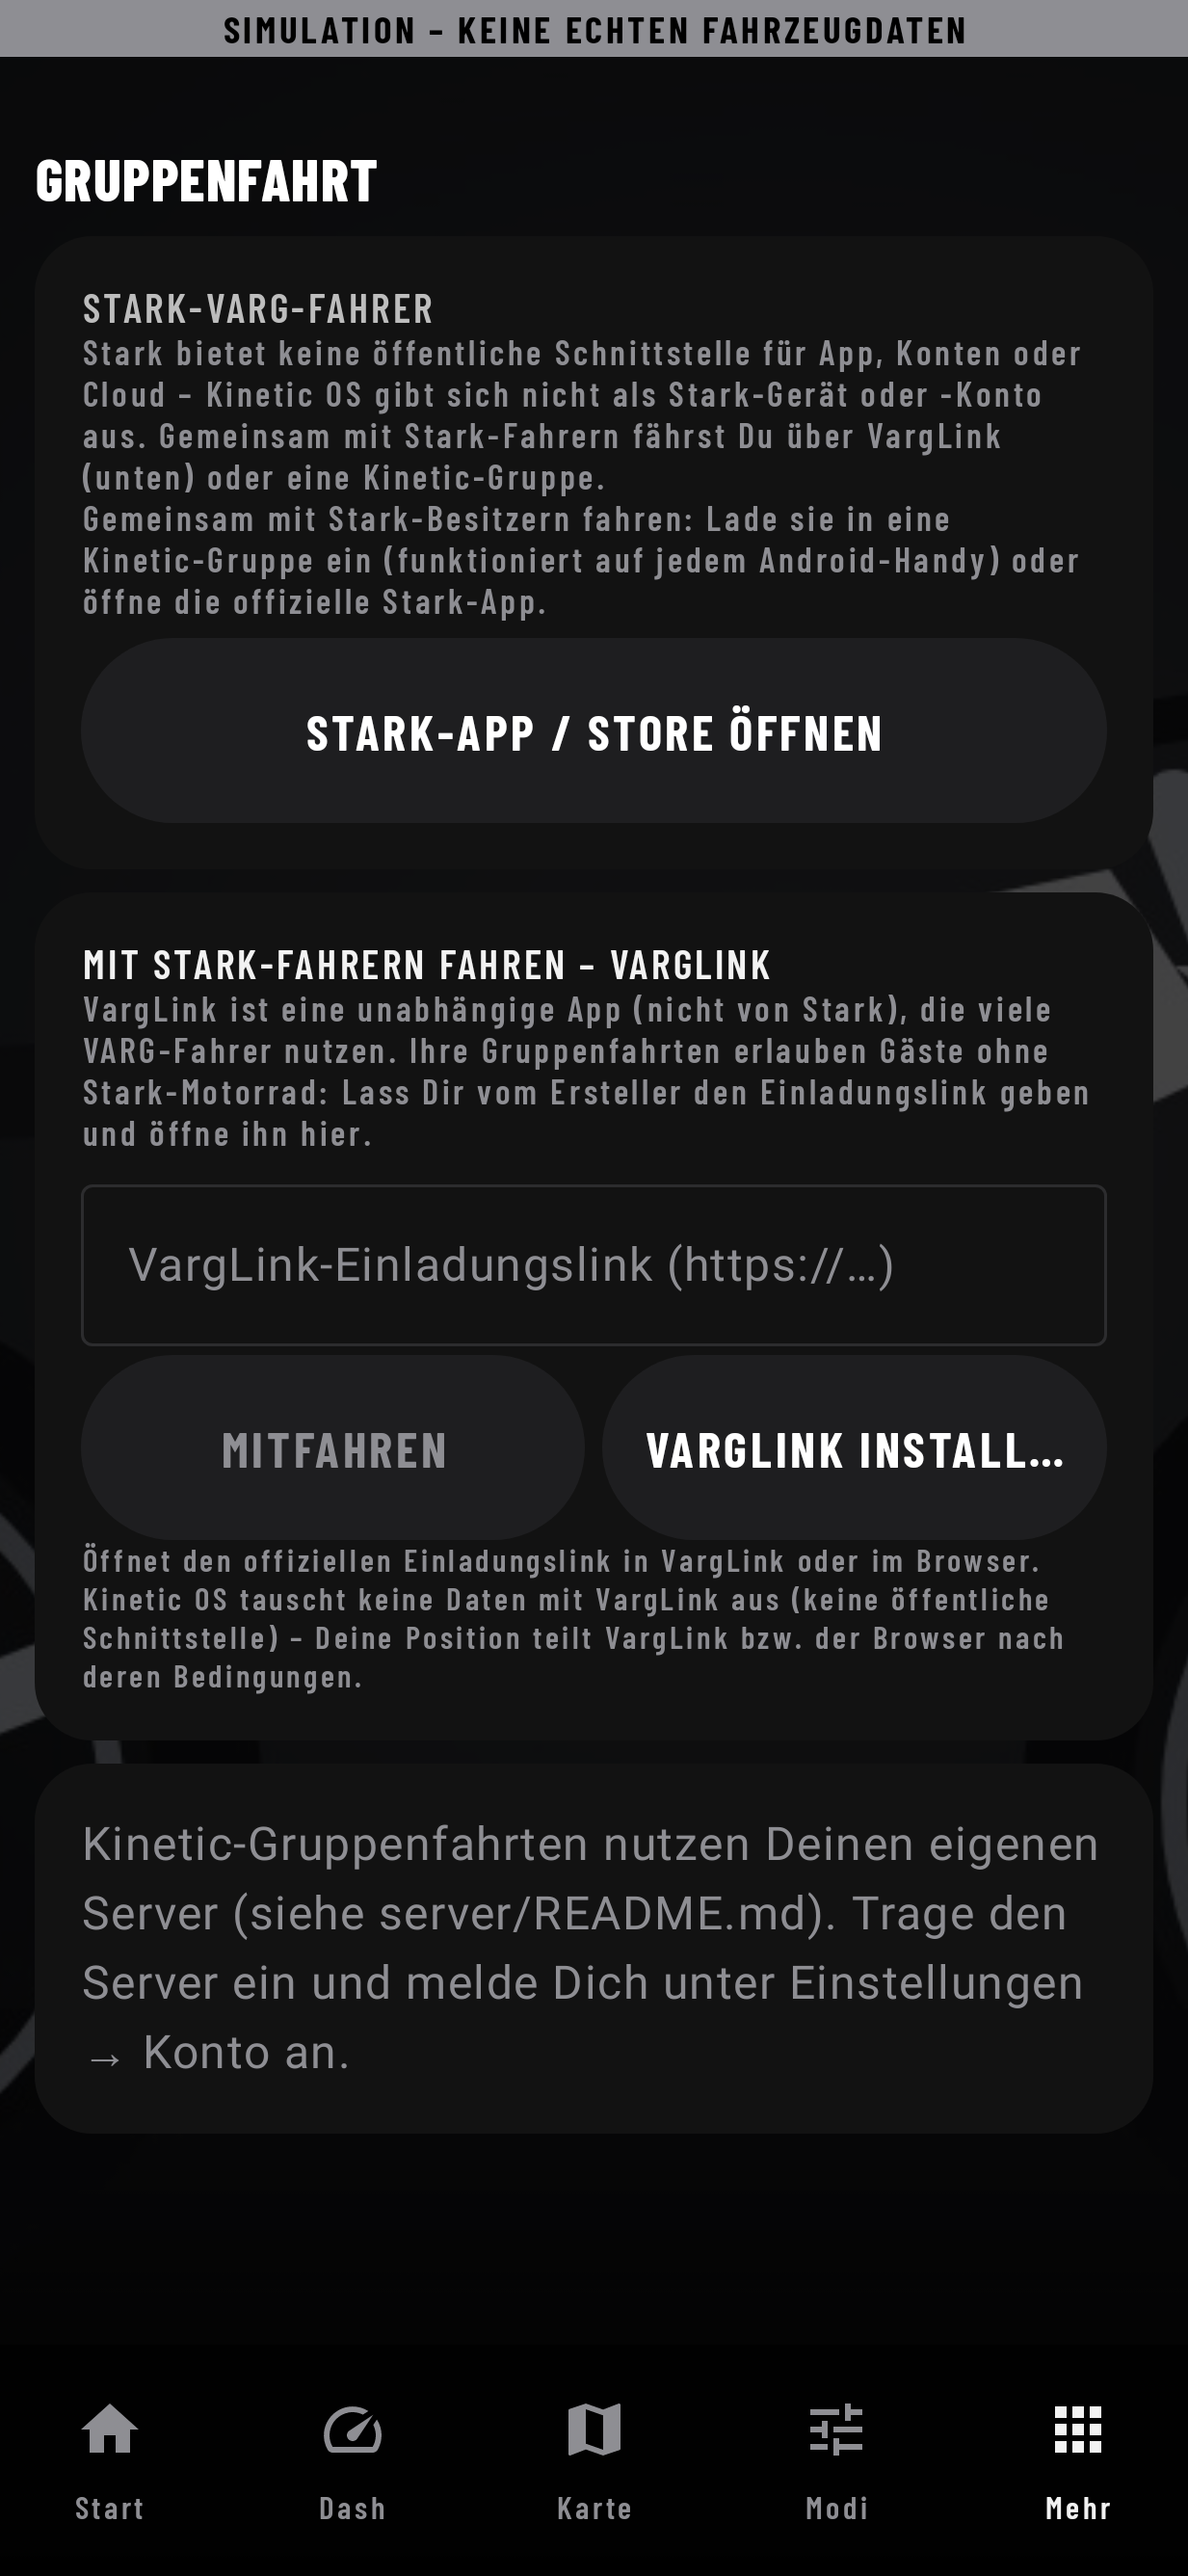 SIMULATION – KEINE ECHTEN FAHRZEUGDATEN
GRUPPENFAHRT
STARK-VARG-FAHRER
Stark bietet keine öffentliche Schnittstelle für App, Konten oder
Cloud – Kinetic OS gibt sich nicht als Stark-Gerät oder -Konto
aus. Gemeinsam mit Stark-Fahrern fährst Du über VargLink
(unten) oder eine Kinetic-Gruppe.
Gemeinsam mit Stark-Besitzern fahren: Lade sie in eine
Kinetic-Gruppe ein (funktioniert auf jedem Android-Handy) oder
öffne die offizielle Stark-App.
STARK-APP / STORE ÖFFNEN
MIT STARK-FAHRERN FAHREN – VARGLINK
VargLink ist eine unabhängige App (nicht von Stark), die viele
VARG-Fahrer nutzen. Ihre Gruppenfahrten erlauben Gäste ohne
Stark-Motorrad: Lass Dir vom Ersteller den Einladungslink geben
und öffne ihn hier.
VargLink-Einladungslink (https://…)
MITFAHREN
VARGLINK INSTALL…
Öffnet den offiziellen Einladungslink in VargLink oder im Browser.
Kinetic OS tauscht keine Daten mit VargLink aus (keine öffentliche
Schnittstelle) – Deine Position teilt VargLink bzw. der Browser nach
deren Bedingungen.
Kinetic-Gruppenfahrten nutzen Deinen eigenen
Server (siehe server/README.md). Trage den
Server ein und melde Dich unter Einstellungen
→ Konto an.
Start
Dash
Karte
Modi
Mehr